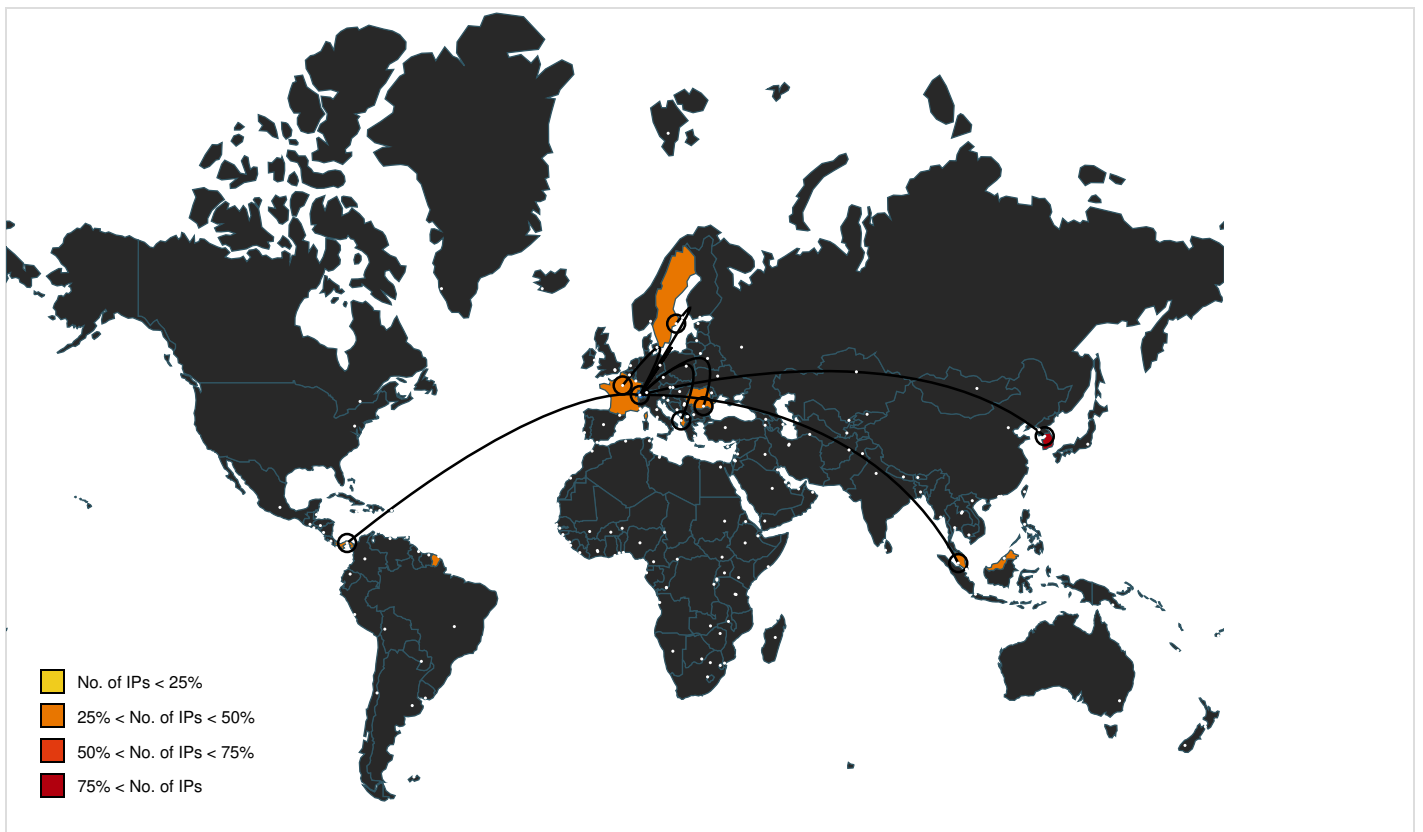 No. of IPs < 25%
25% < No. of IPs < 50%
50% < No. of IPs < 75%
75% < No. of IPs